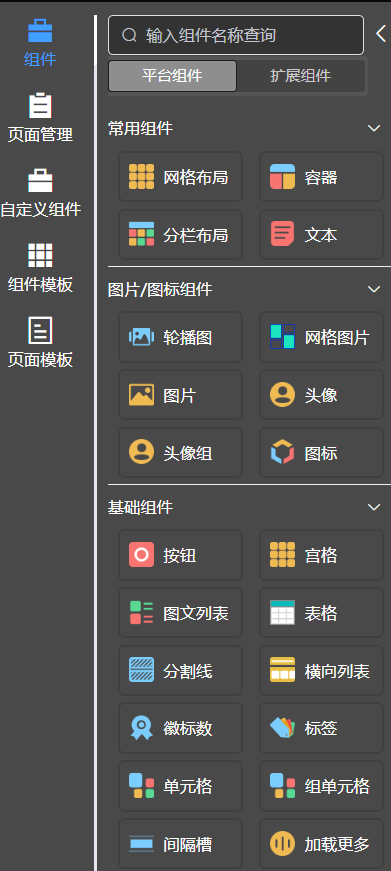 组件
页面管理
自定义组件
组件模板
页面模板
输入组件名称查询
平台组件 扩展组件
常用组件
网格布局 容器
分栏布局 文本
图片/图标组件
轮播图 网格图片
图片 头像
头像组 图标
基础组件
按钮 宫格
图文列表 表格
分割线 横向列表
徽标数 标签
单元格 组单元格
间隔槽 加载更多